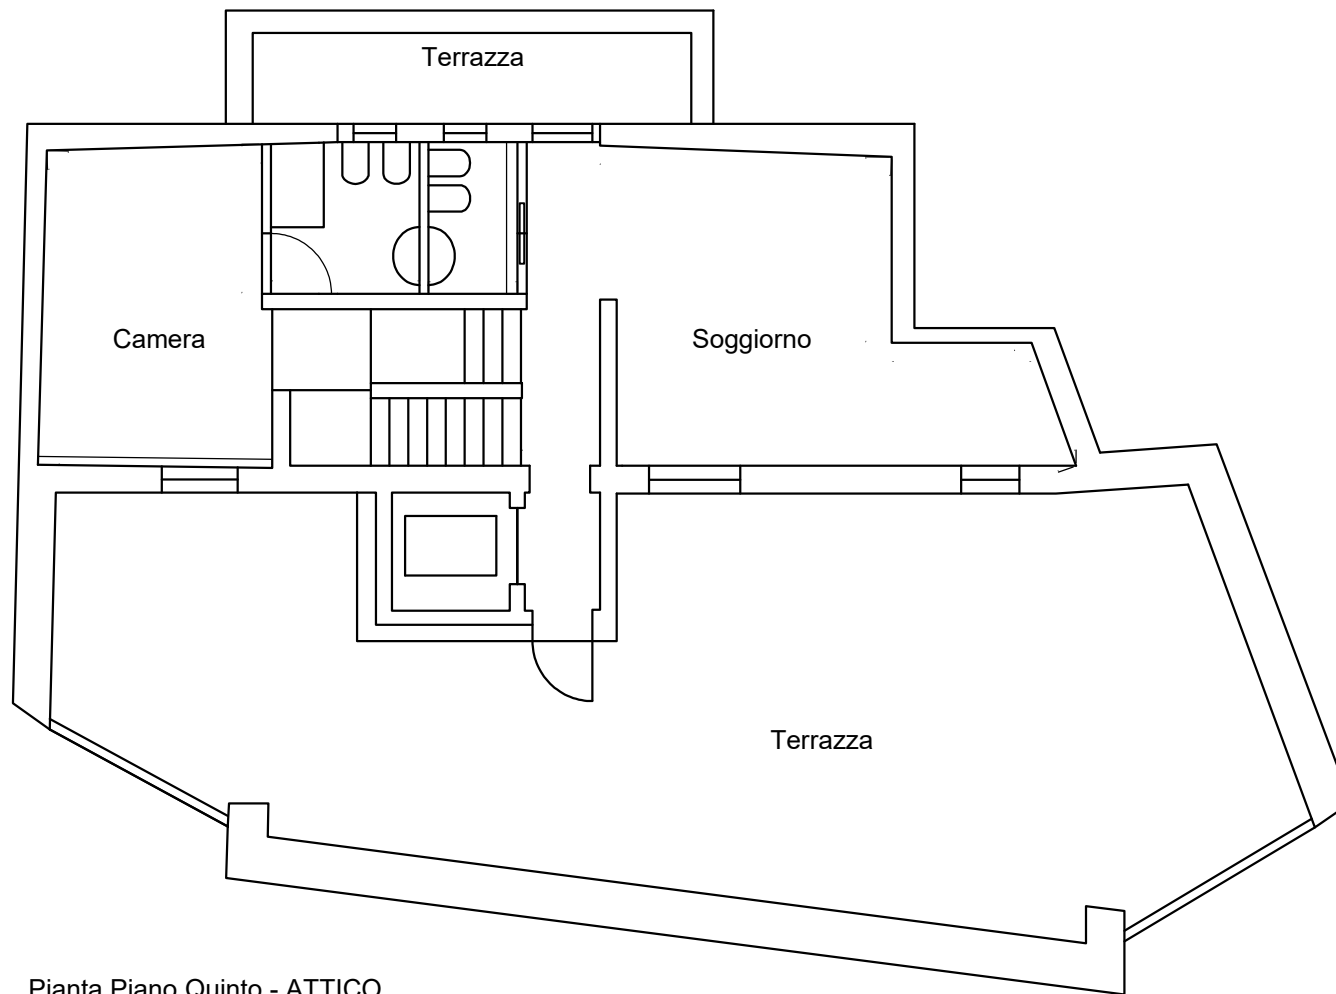 Terrazza
Camera
Soggiorno
Terrazza
Pianta Piano Quinto - ATTICO